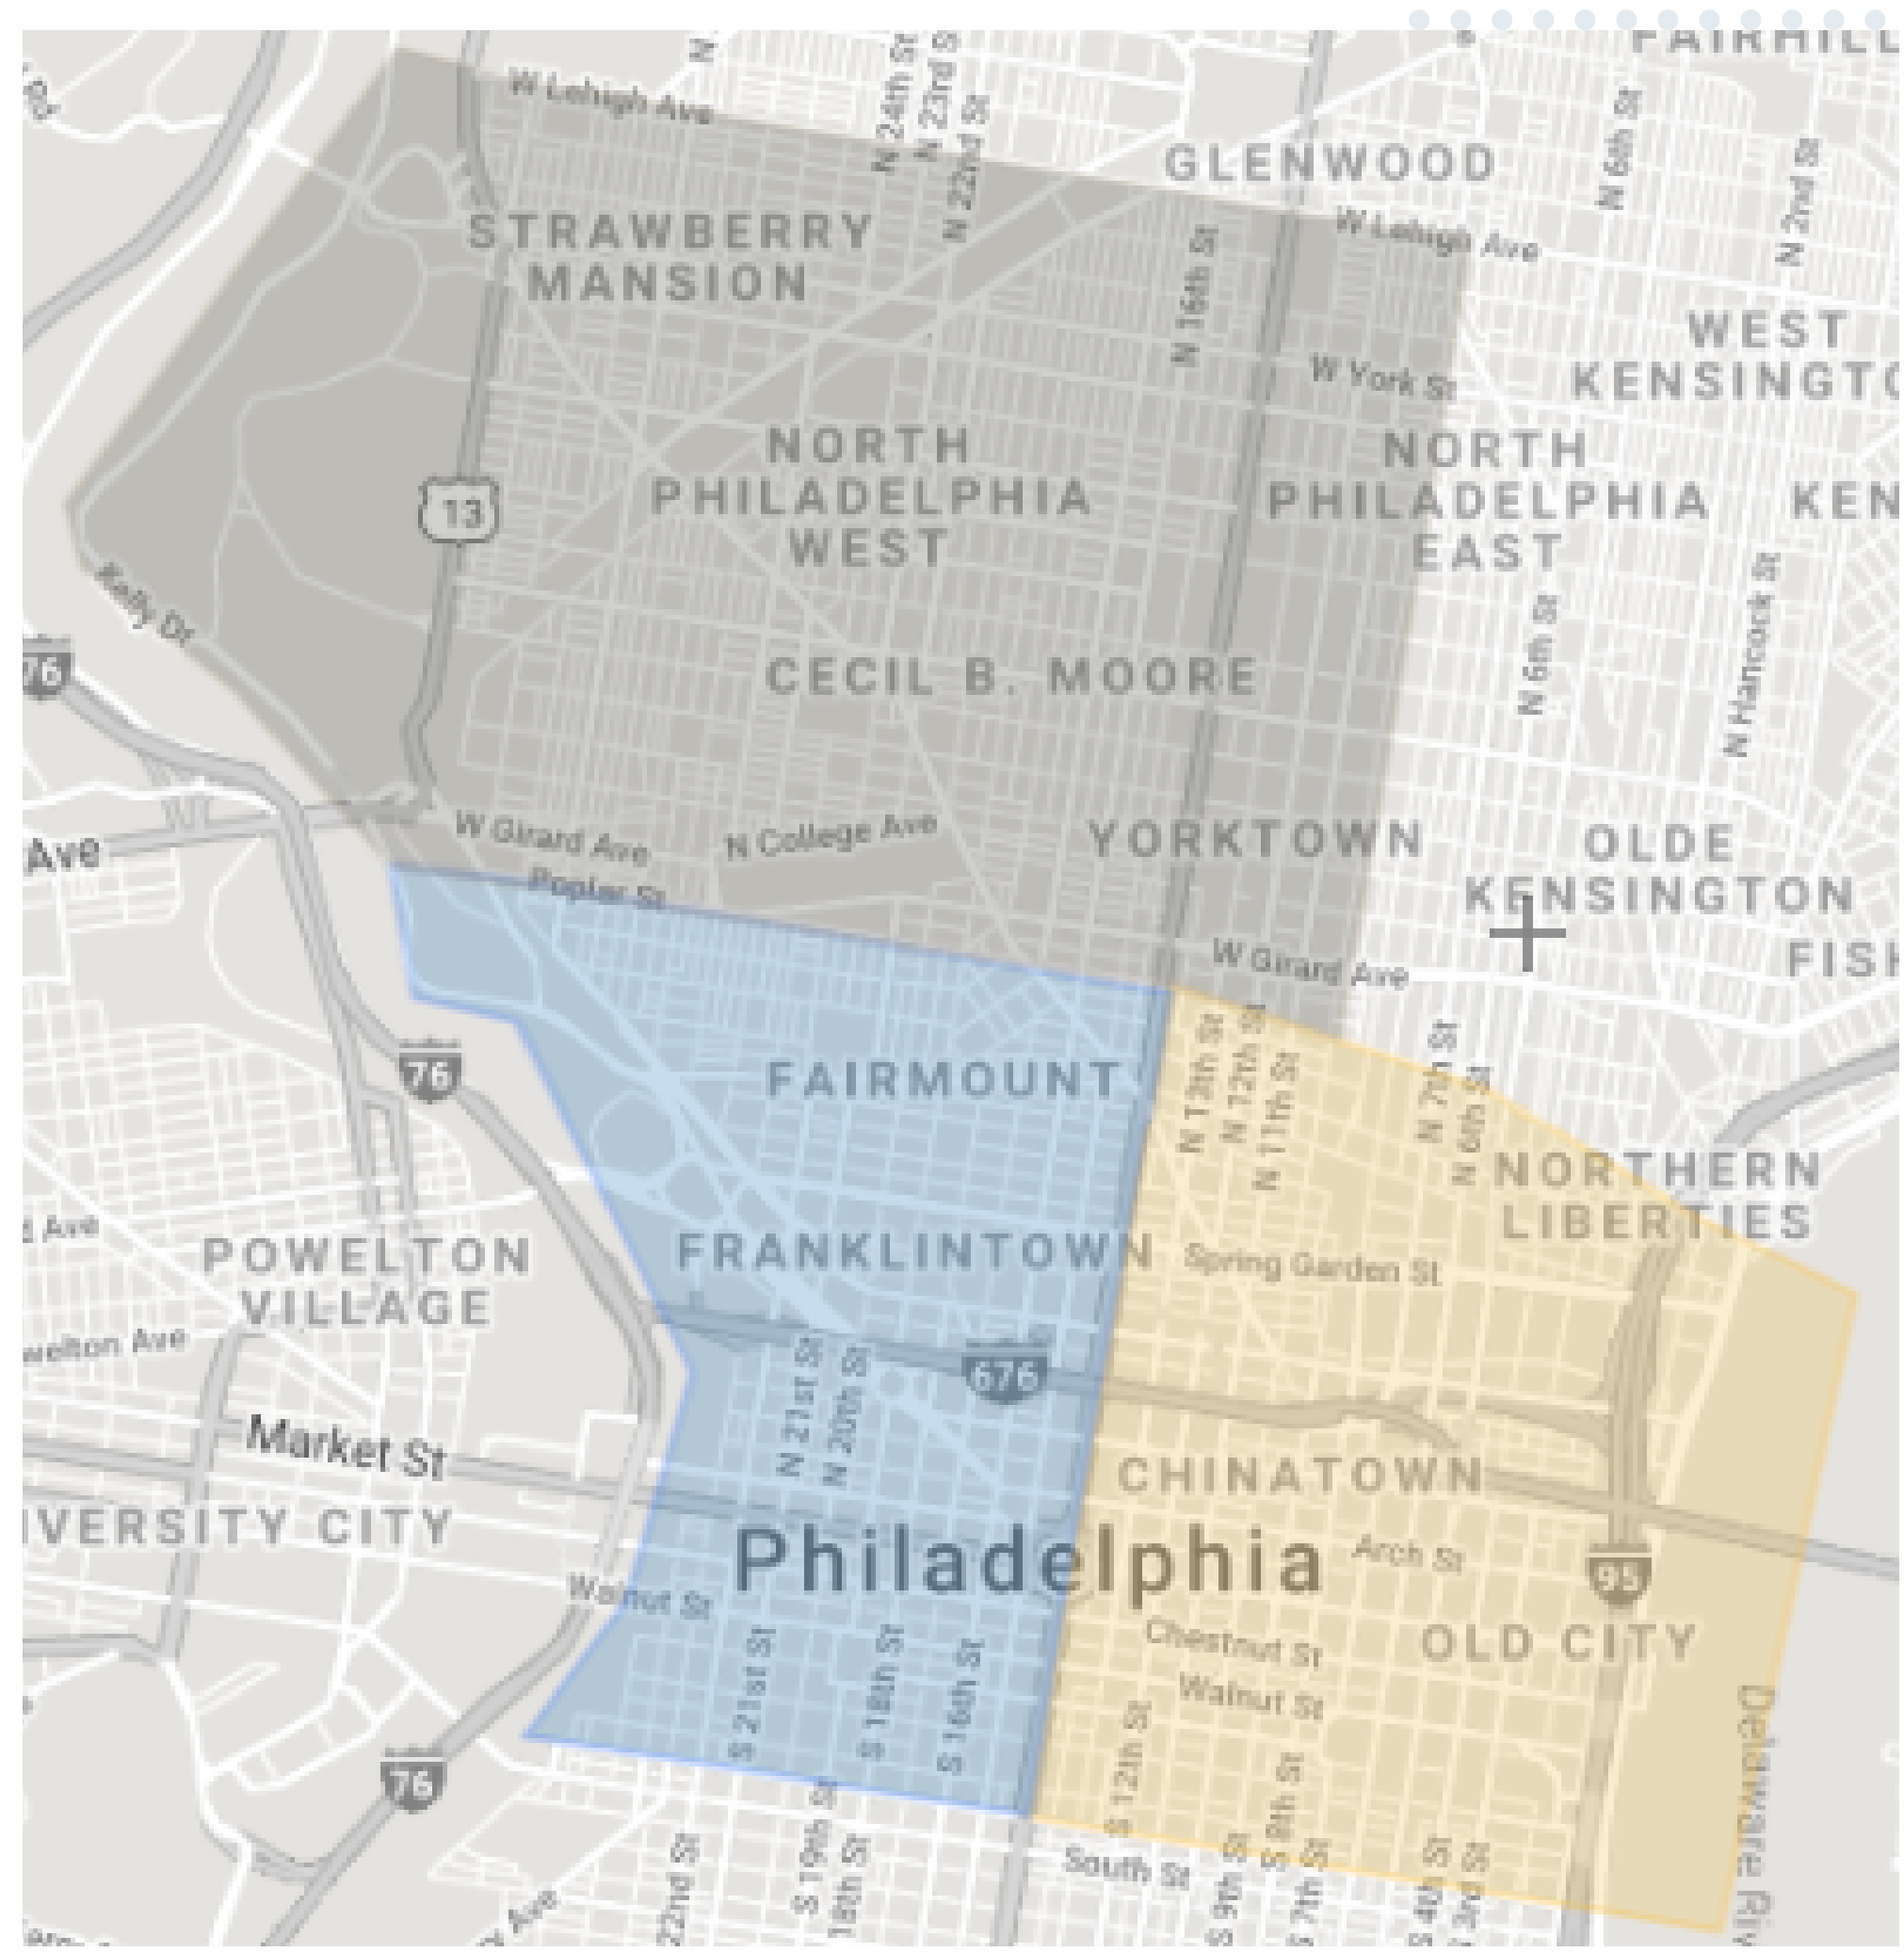 FAIRHILL
W Lehigh Ave
N 24th St
N 23rd S
N 22nd St
N 6th St
N 2nd St
GLENWOOD
STRAWBERRY
MANSION
W Lehigh Ave
N 16th St
WEST
KENSINGTO
W York St
NORTH
PHILADELPHIA
WEST
13
NORTH
PHILADELPHIA
EAST
KEN
Kelly Dr
N 6th St
N Hancock St
76
CECIL B. MOORE
Ave
W Girard Ave
N College Ave
Poplar St
YORKTOWN
OLDE
KENSINGTON
W Girard Ave
FISH
76
FAIRMOUNT
N 13th St
N 12th St
N 11th St
N 7th St
N 6th St
NORTHERN
LIBERTIES
Ave
POWELTON
VILLAGE
FRANKLINTOWN
Spring Garden St
welton Ave
676
N 21st St
N 20th St
Market St
CHINATOWN
IVERSITY CITY
Philadelphia
Arch St
95
Walnut St
Chestnut St
OLD CITY
Walnut St
S 21st St
S 18th St
S 16th St
S 12th St
S 8th St
Delaware Riv
76
South St
22nd St
S 19th St
18th St
S 9th St
S 7th St
S 4th St
S 3rd St
Ave